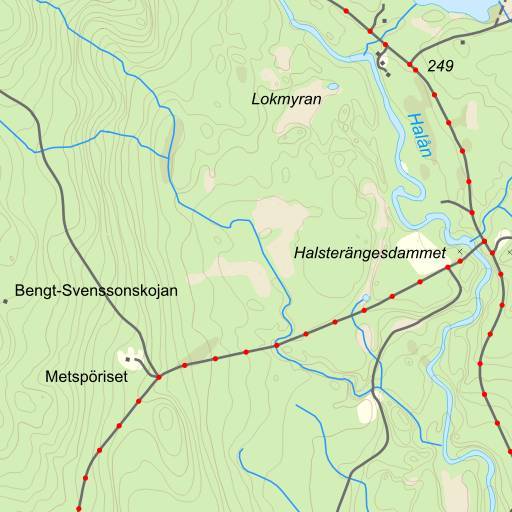 249
Lokmyran
Halån
Halsterängesdammet
Bengt-Svenssonskojan
Metspöriset